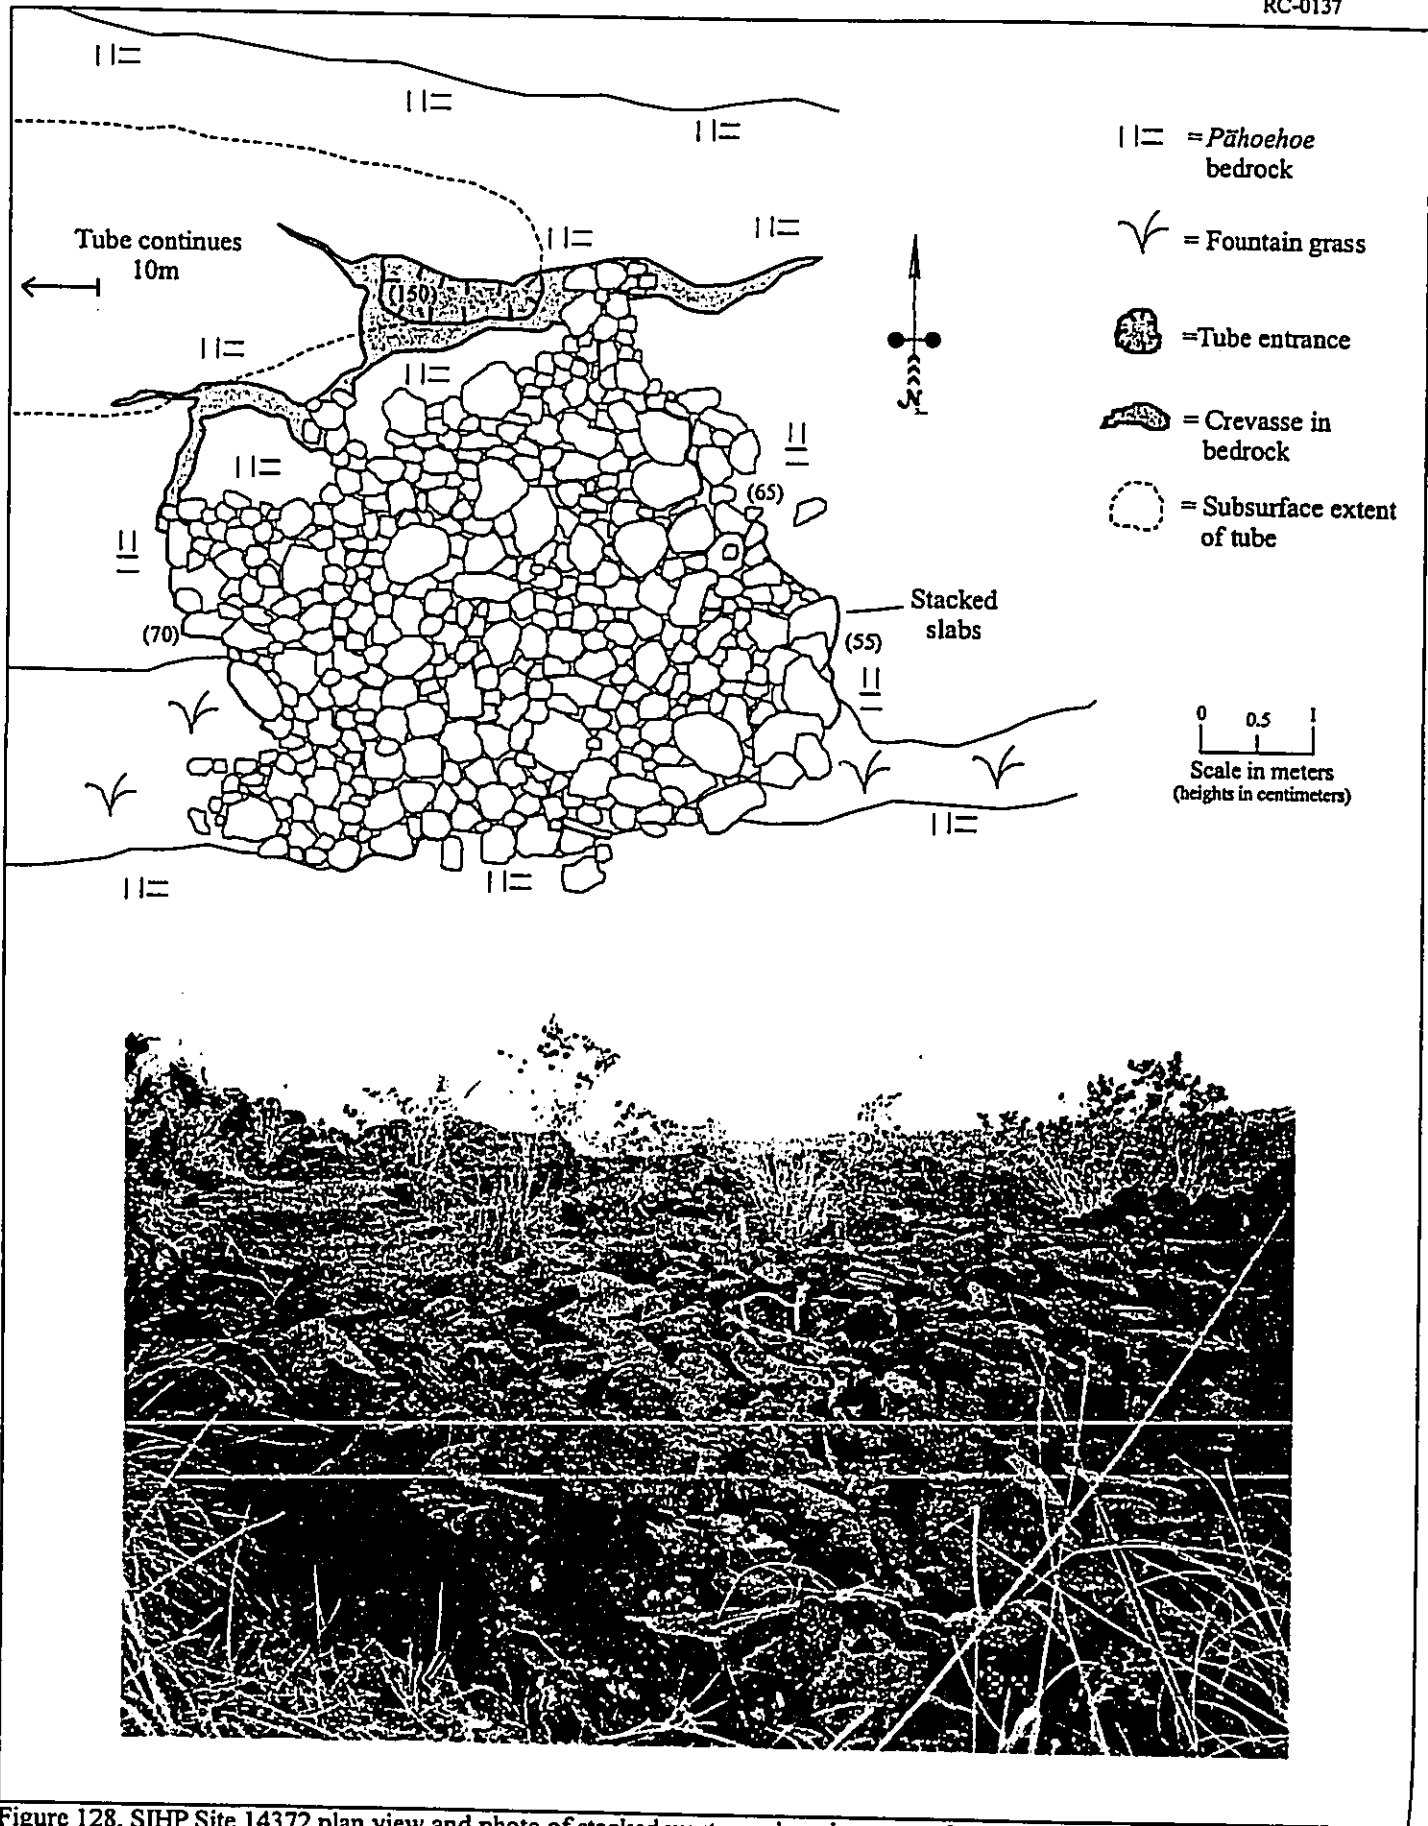 RC-0137
Tube continues
10m
(150)
(65)
(70)
Stacked
slabs
(55)
= Pāhoehoe
bedrock
= Fountain grass
=Tube entrance
= Crevasse in
bedrock
= Subsurface extent
of tube
N
0 0.5 1
Scale in meters
(heights in centimeters)
Figure 128. SIHP Site 14372 plan view and photo of stacked